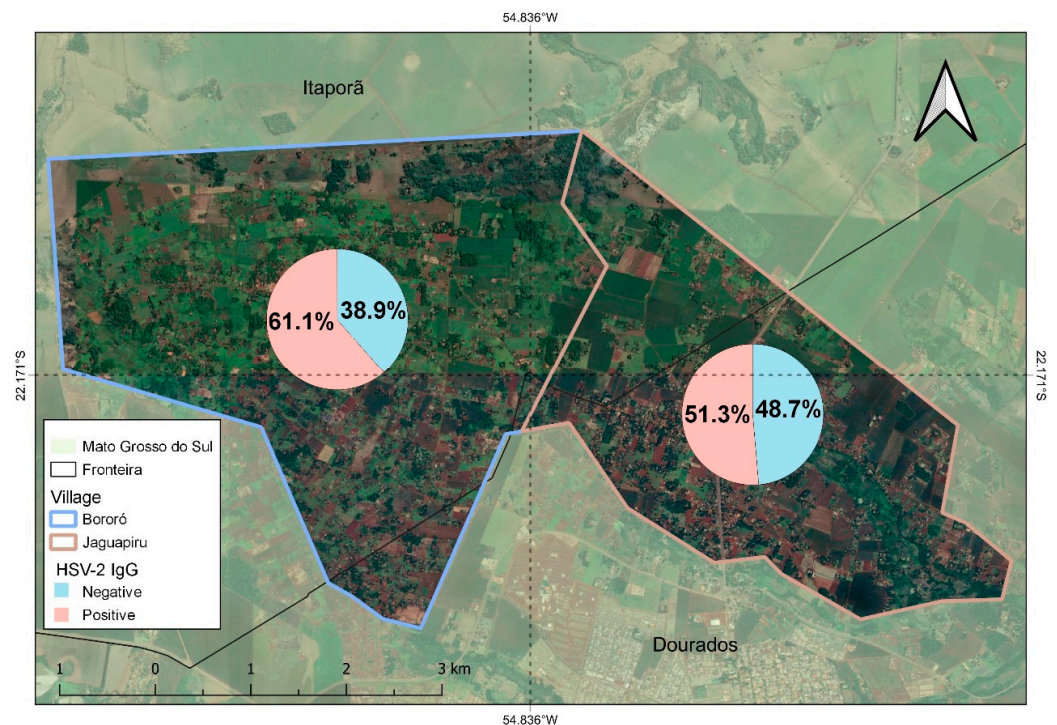 54.836°W
Itaporã
61.1%
38.9%
51.3%
48.7%
22.171°S
22.171°S
Mato Grosso do Sul
Fronteira
Village
Bororó
Jaguapiru
HSV-2 IgG
Negative
Positive
Dourados
1 0 1 2 3 km
54.836°W